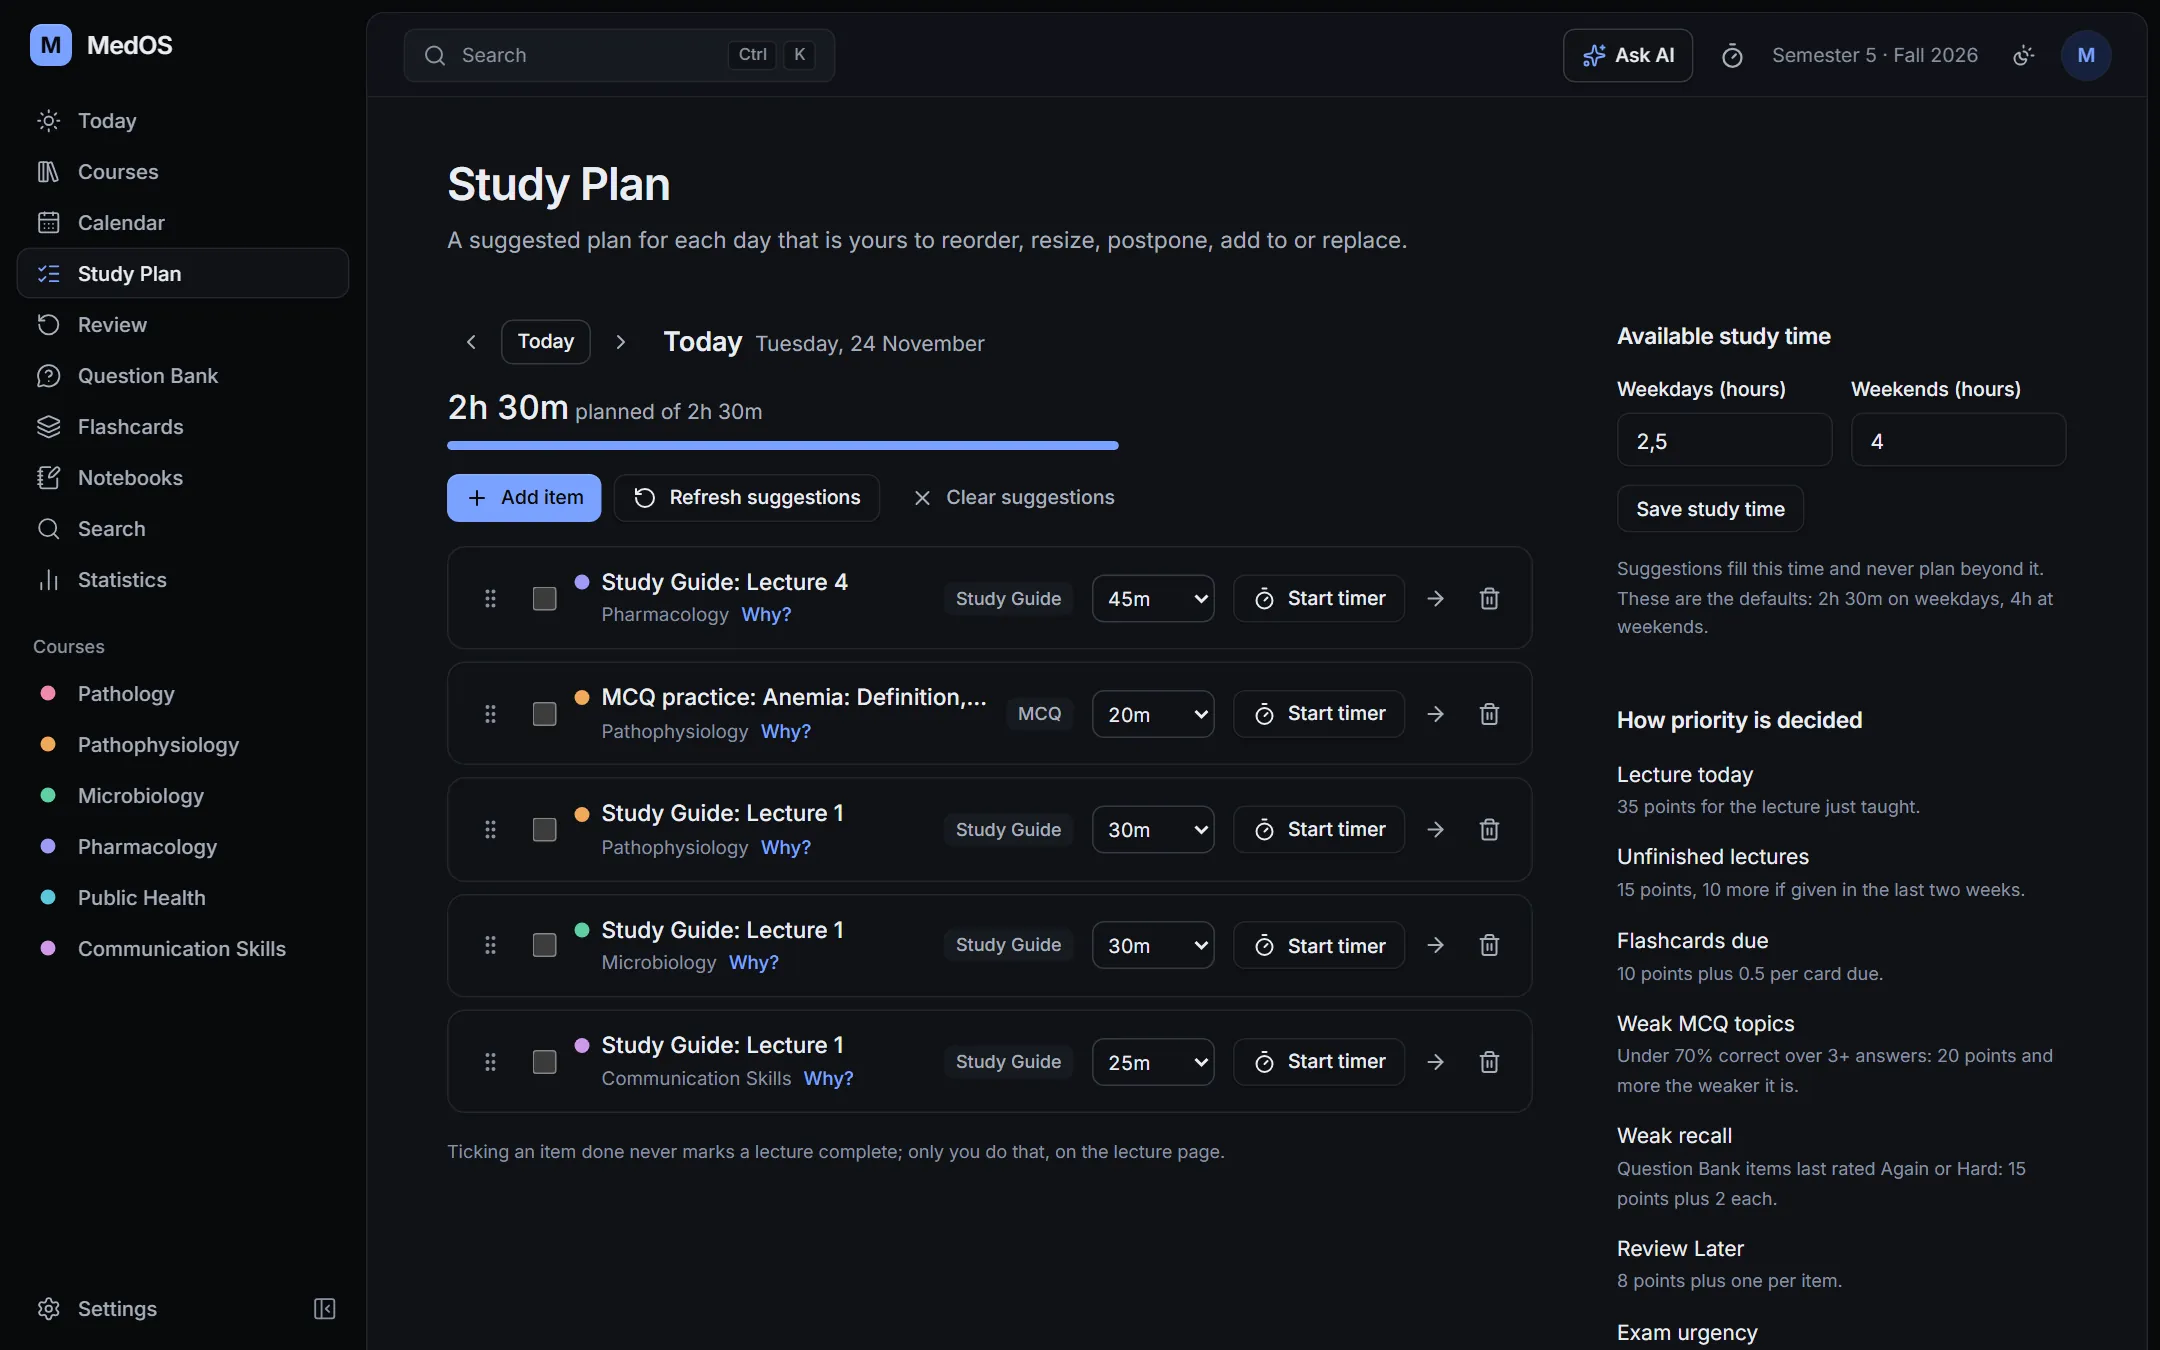 M MedOS
Today
Courses
Calendar
Study Plan
Review
Question Bank
Flashcards
Notebooks
Search
Statistics
Courses
Pathology
Pathophysiology
Microbiology
Pharmacology
Public Health
Communication Skills
Settings
Search Ctrl K
Ask AI
Semester 5 · Fall 2026
M
Study Plan
A suggested plan for each day that is yours to reorder, resize, postpone, add to or replace.
Today
Today Tuesday, 24 November
2h 30m planned of 2h 30m
Add item
Refresh suggestions
Clear suggestions
Study Guide: Lecture 4
Pharmacology Why?
Study Guide
45m
Start timer
MCQ practice: Anemia: Definition,...
Pathophysiology Why?
MCQ
20m
Start timer
Study Guide: Lecture 1
Pathophysiology Why?
Study Guide
30m
Start timer
Study Guide: Lecture 1
Microbiology Why?
Study Guide
30m
Start timer
Study Guide: Lecture 1
Communication Skills Why?
Study Guide
25m
Start timer
Ticking an item done never marks a lecture complete; only you do that, on the lecture page.
Available study time
Weekdays (hours) Weekends (hours)
2,5 4
Save study time
Suggestions fill this time and never plan beyond it.
These are the defaults: 2h 30m on weekdays, 4h at
weekends.
How priority is decided
Lecture today
35 points for the lecture just taught.
Unfinished lectures
15 points, 10 more if given in the last two weeks.
Flashcards due
10 points plus 0.5 per card due.
Weak MCQ topics
Under 70% correct over 3+ answers: 20 points and
more the weaker it is.
Weak recall
Question Bank items last rated Again or Hard: 15
points plus 2 each.
Review Later
8 points plus one per item.
Exam urgency